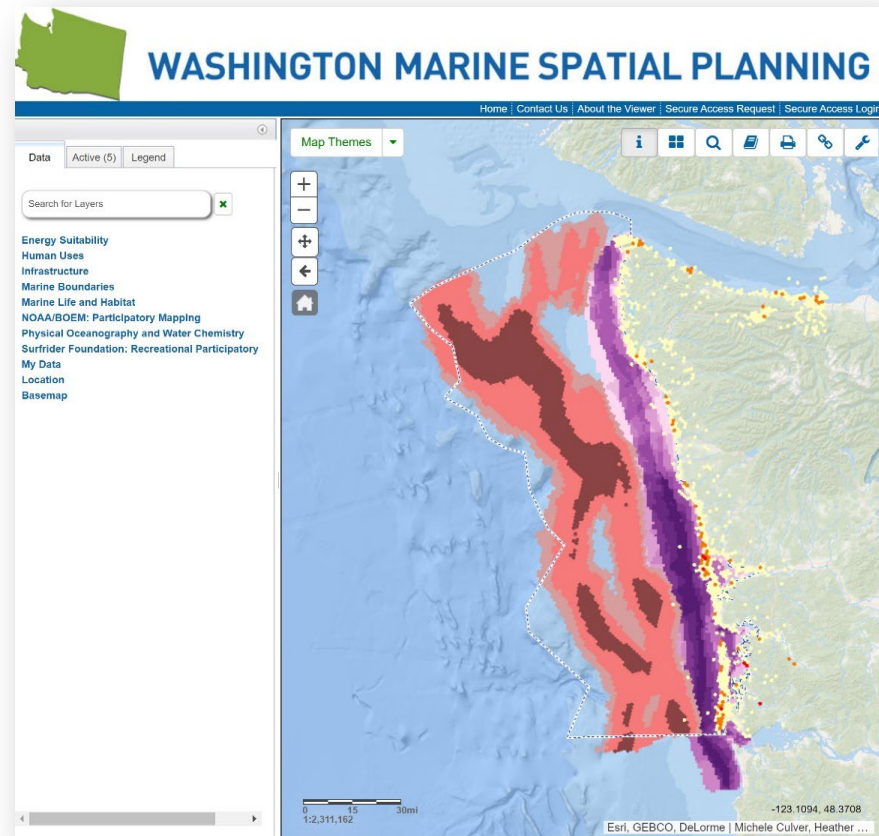 WASHINGTON MARINE SPATIAL PLANNING
Home Contact Us About the Viewer Secure Access Request Secure Access Login
Data Active (5) Legend
Search for Layers
Energy Suitability
Human Uses
Infrastructure
Marine Boundaries
Marine Life and Habitat
NOAA/BOEM: Participatory Mapping
Physical Oceanography and Water Chemistry
Surfrider Foundation: Recreational Participatory
My Data
Location
Basemap
Map Themes
0 15 30mi
1:2,311,162
-123.1094, 48.3708
Esri, GEBCO, DeLorme | Michele Culver, Heather ...